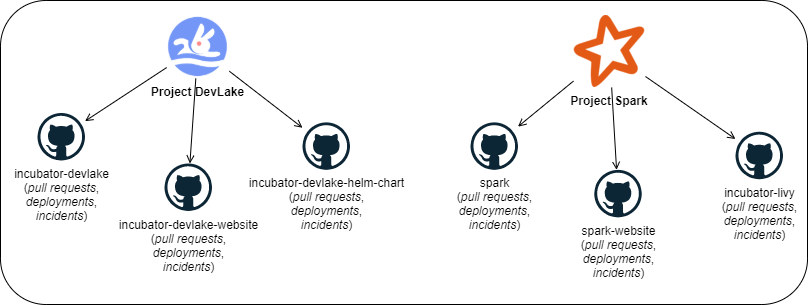 Project DevLake
incubator-devlake
(pull requests,
deployments,
incidents)
incubator-devlake-website
(pull requests,
deployments,
incidents)
incubator-devlake-helm-chart
(pull requests,
deployments,
incidents)
Project Spark
spark
(pull requests,
deployments,
incidents)
spark-website
(pull requests,
deployments,
incidents)
incubator-livy
(pull requests,
deployments,
incidents)